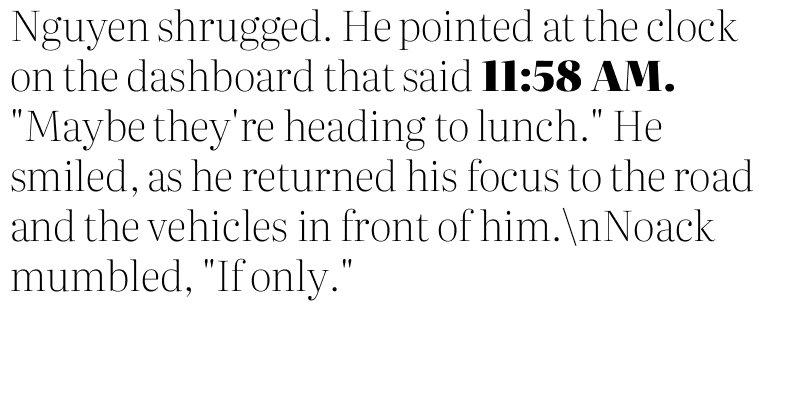 Nguyen shrugged. He pointed at the clock
on the dashboard that said 11:58 AM.
"Maybe they're heading to lunch." He
smiled, as he returned his focus to the road
and the vehicles in front of him.\nNoack
mumbled, "If only."